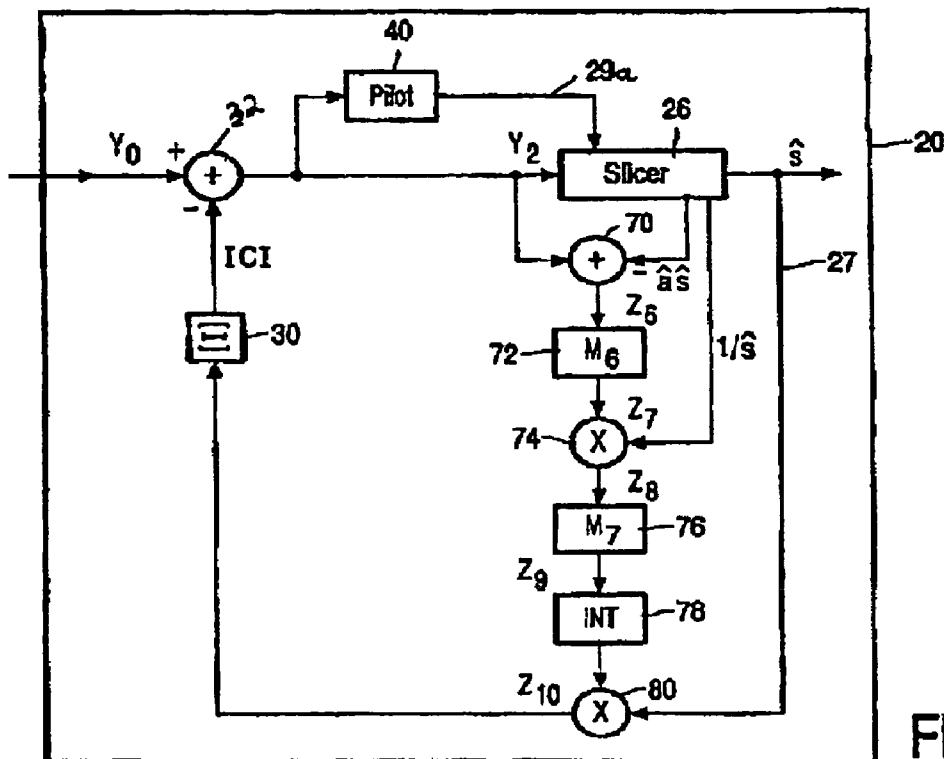 40
29a
Pilot
32
26
20
Y0
+
+
-
Y2
Slicer
ŝ
70
+
-
âŝ
27
ICI
Z6
Ξ
30
72
M6
1/ŝ
Z7
74
X
Z8
M7
76
Z9
INT
78
Z10
X
80